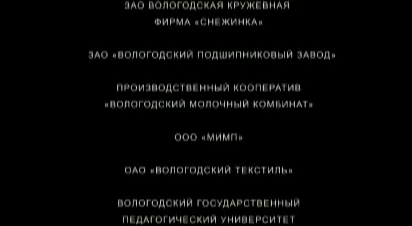 ЗАО ВОЛОГОДСКАЯ КРУЖЕВНАЯ
ФИРМА «СНЕЖИНКА»
ЗАО «ВОЛОГОДСКИЙ ПОДШИПНИКОВЫЙ ЗАВОД»
ПРОИЗВОДСТВЕННЫЙ КООПЕРАТИВ
«ВОЛОГОДСКИЙ МОЛОЧНЫЙ КОМБИНАТ»
ООО «МИМП»
ОАО «ВОЛОГОДСКИЙ ТЕКСТИЛЬ»
ВОЛОГОДСКИЙ ГОСУДАРСТВЕННЫЙ
ПЕДАГОГИЧЕСКИЙ УНИВЕРСИТЕТ